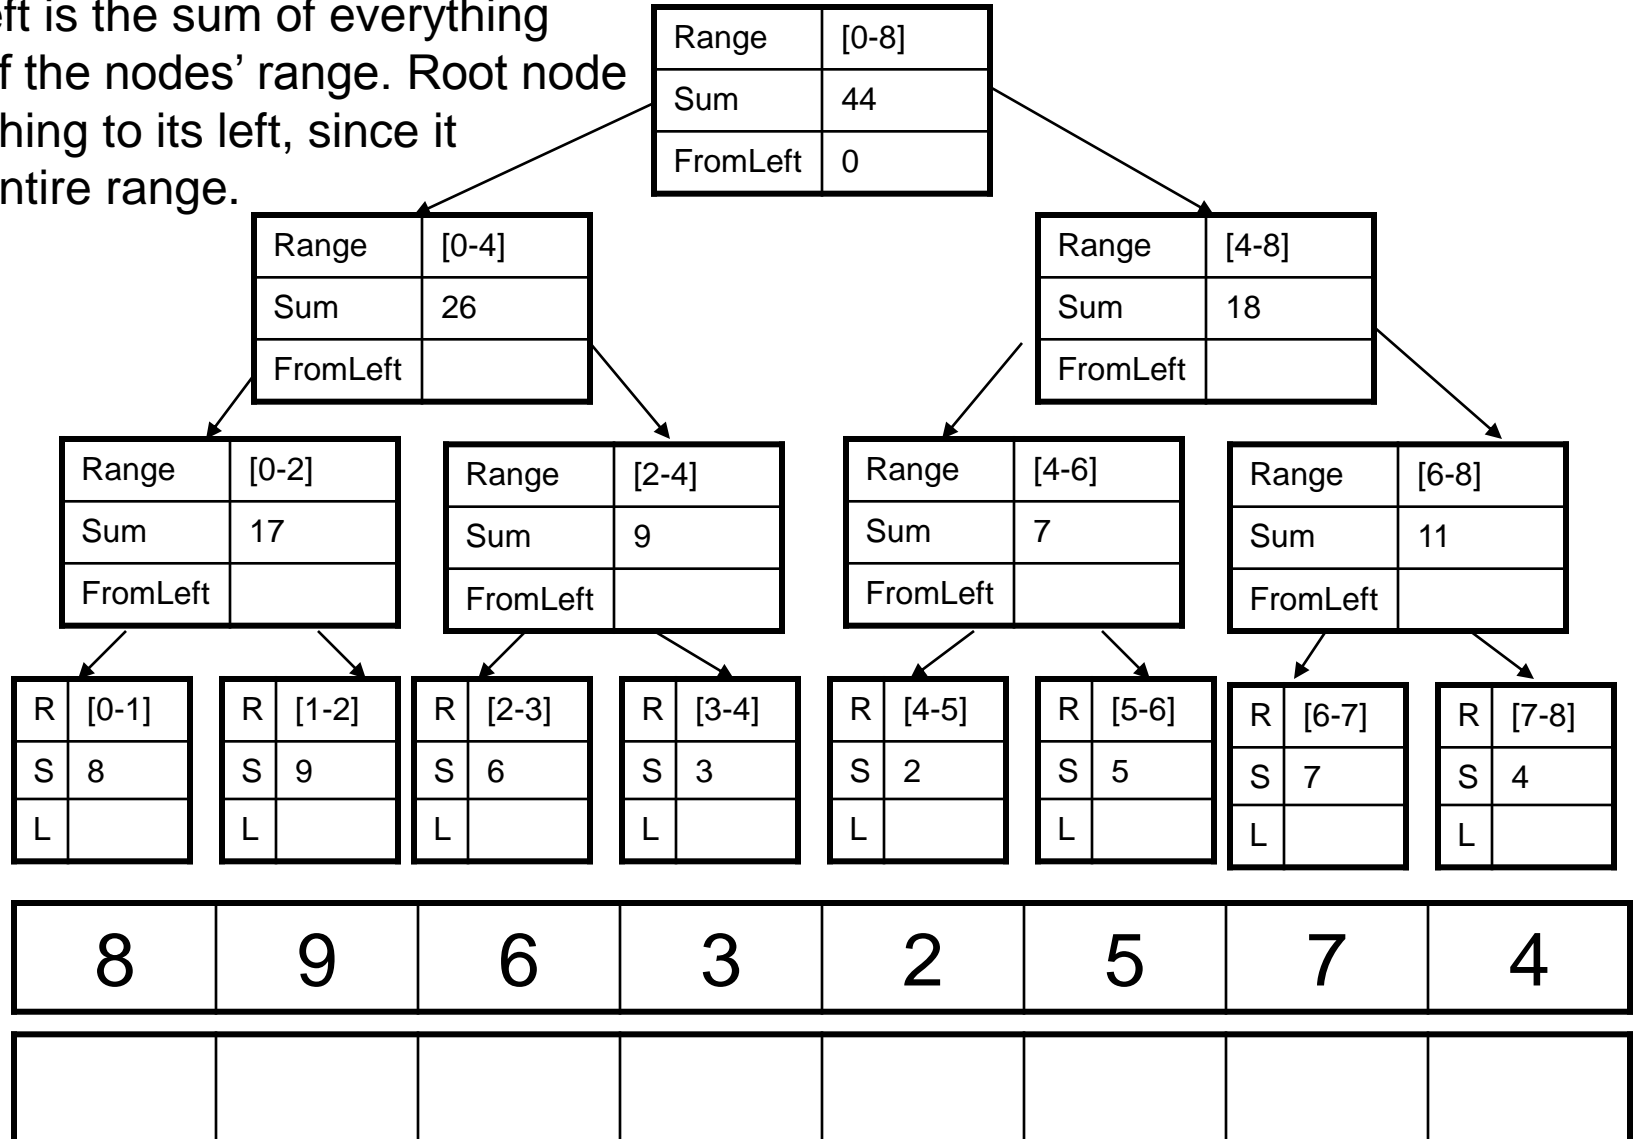 eft is the sum of everything
f the nodes’ range. Root node
hing to its left, since it
ntire range.
Range [0-8]
Sum 44
FromLeft 0
Range [0-4]
Sum 26
FromLeft
Range [4-8]
Sum 18
FromLeft
Range [0-2]
Sum 17
FromLeft
Range [2-4]
Sum 9
FromLeft
Range [4-6]
Sum 7
FromLeft
Range [6-8]
Sum 11
FromLeft
R [0-1]
S 8
L
R [1-2]
S 9
L
R [2-3]
S 6
L
R [3-4]
S 3
L
R [4-5]
S 2
L
R [5-6]
S 5
L
R [6-7]
S 7
L
R [7-8]
S 4
L
8 9 6 3 2 5 7 4